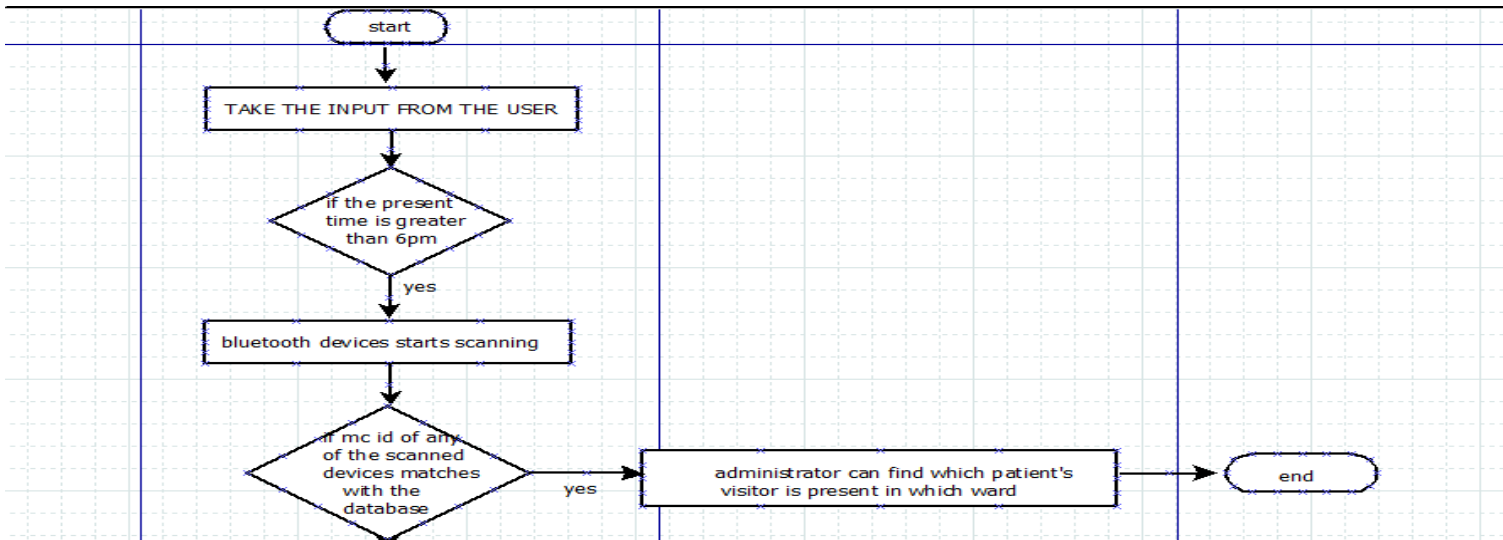 start
TAKE THE INPUT FROM THE USER
if the present
time is greater
than 6pm
yes
bluetooth devices starts scanning
if mc id of any
of the scanned
devices matches
with the
database
yes
administrator can find which patient's
visitor is present in which ward
end